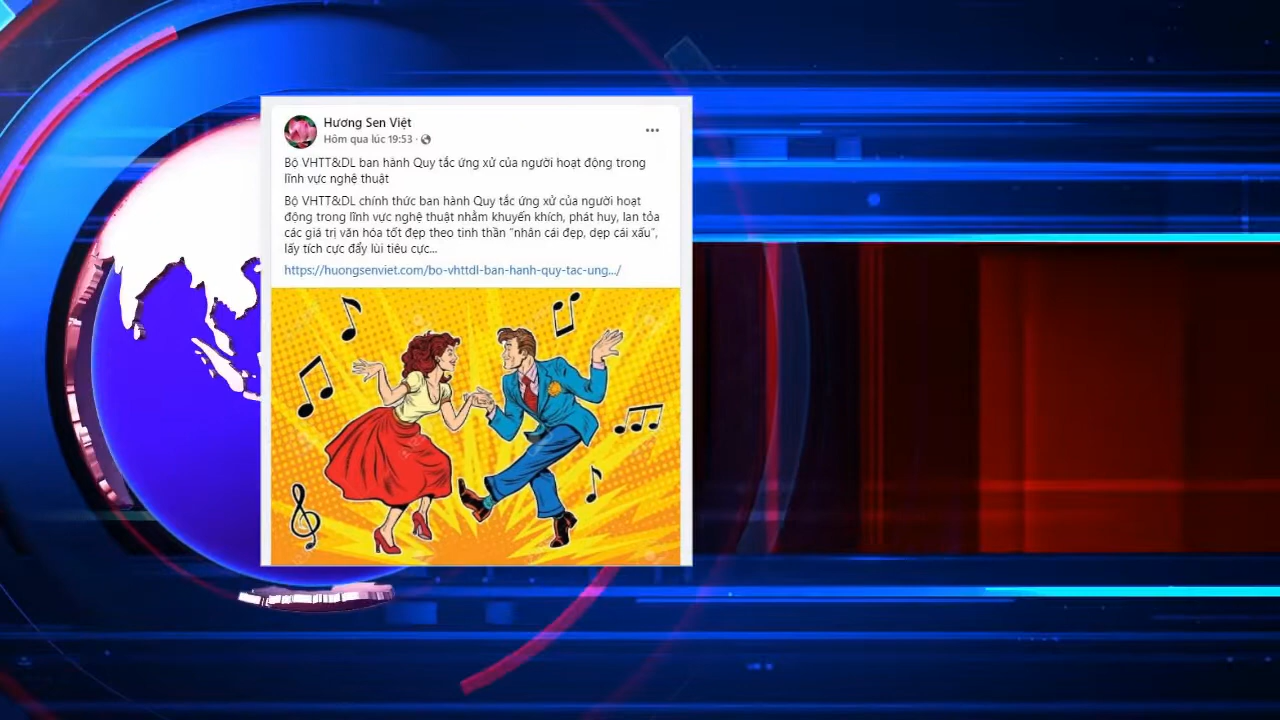 Hương Sen Việt
Hôm qua lúc 19:53 ·
Bộ VHTT&DL ban hành Quy tắc ứng xử của người hoạt động trong
lĩnh vực nghệ thuật
Bộ VHTT&DL chính thức ban hành Quy tắc ứng xử của người hoạt
động trong lĩnh vực nghệ thuật nhằm khuyến khích, phát huy, lan tỏa
các giá trị văn hóa tốt đẹp theo tinh thần “nhân cái đẹp, dẹp cái xấu”,
lấy tích cực đẩy lùi tiêu cực...
https://huongsenviet.com/bo-vhttdl-ban-hanh-quy-tac-ung.../